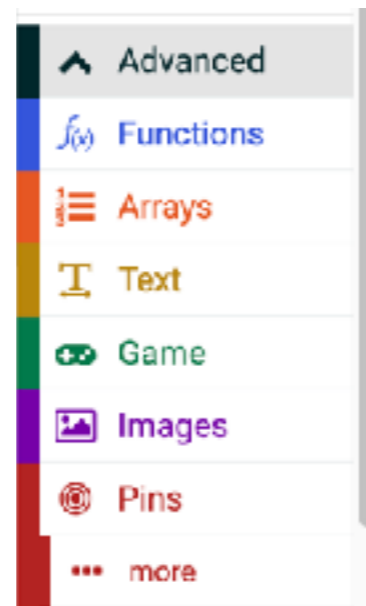 Advanced
f(x) Functions
Arrays
Text
Game
Images
Pins
more